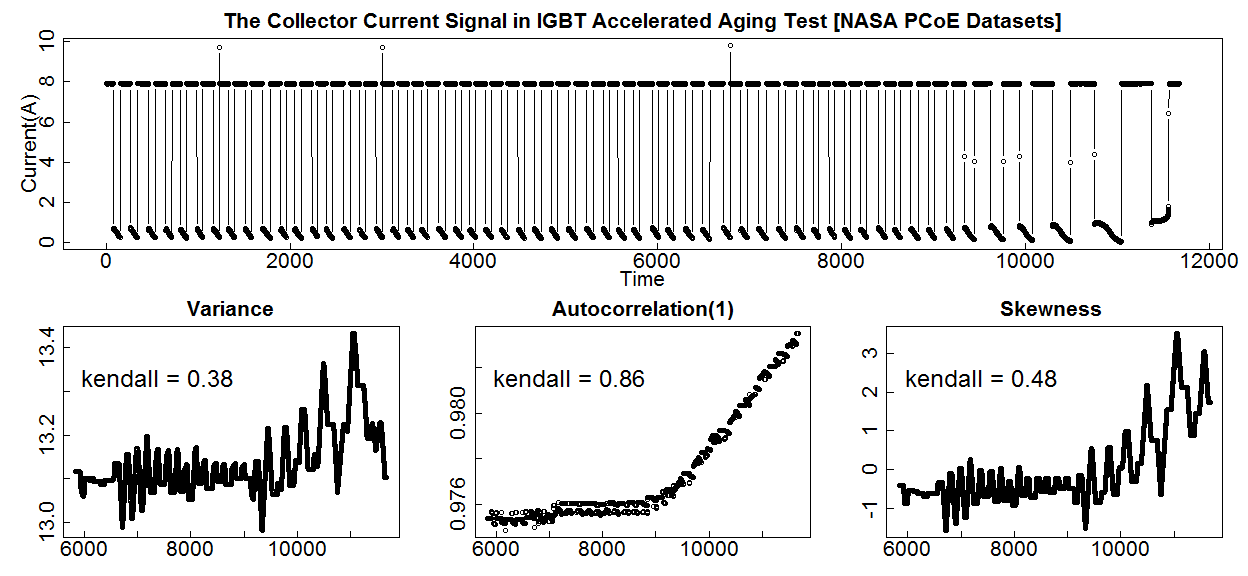 The Collector Current Signal in IGBT Accelerated Aging Test [NASA PCoE Datasets]
Current(A)
10
8
6
4
2
0
0 2000 4000 6000 8000 10000 12000
Time
Variance
kendall = 0.38
13.4
13.2
13.0
6000 8000 10000
Autocorrelation(1)
kendall = 0.86
0.980
0.976
6000 8000 10000
Skewness
kendall = 0.48
3
2
1
0
-1
6000 8000 10000